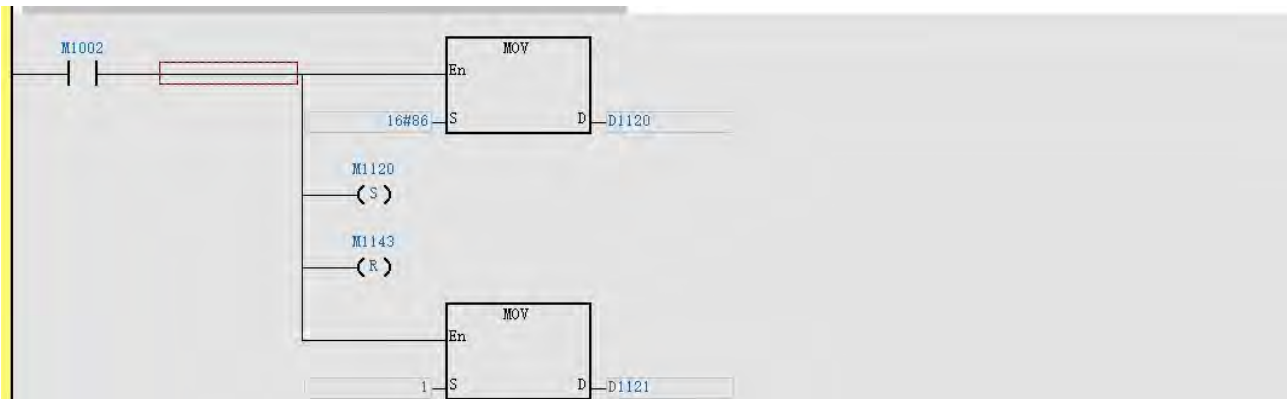 M1002
MOV
En
16#86 S D D1120
M1120
( S )
M1143
( R )
MOV
En
1 S D D1121